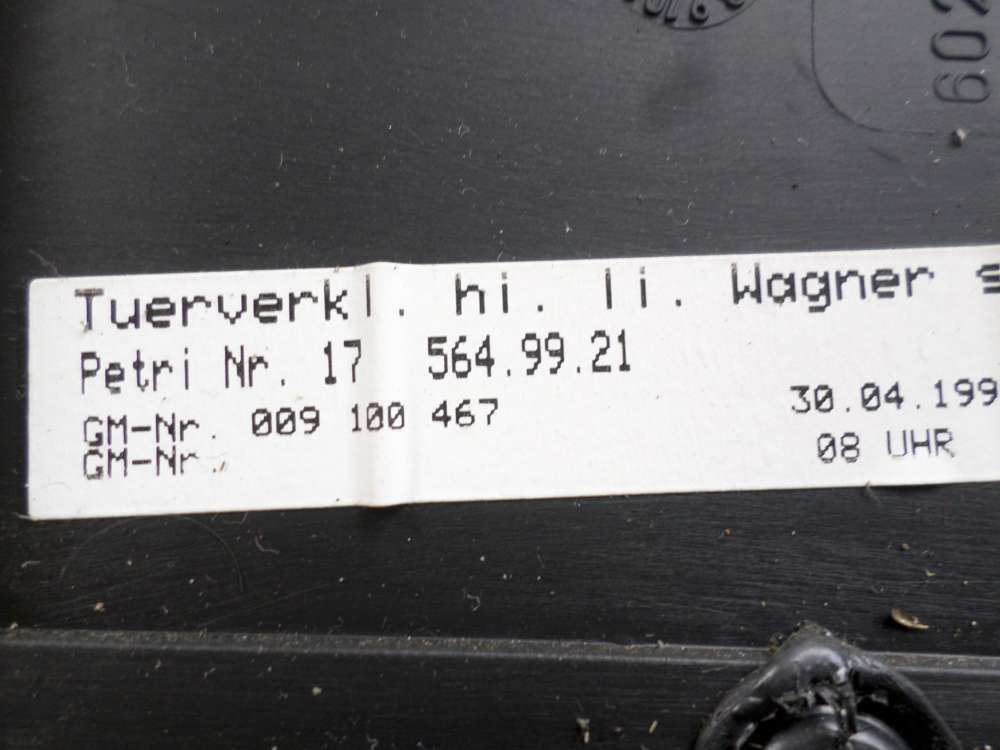 602
Tuerverkl. hi. li. Wagner s
Petri Nr. 17 564.99.21
GM-Nr. 009 100 467
30.04.199
GM-Nr.
08 UHR